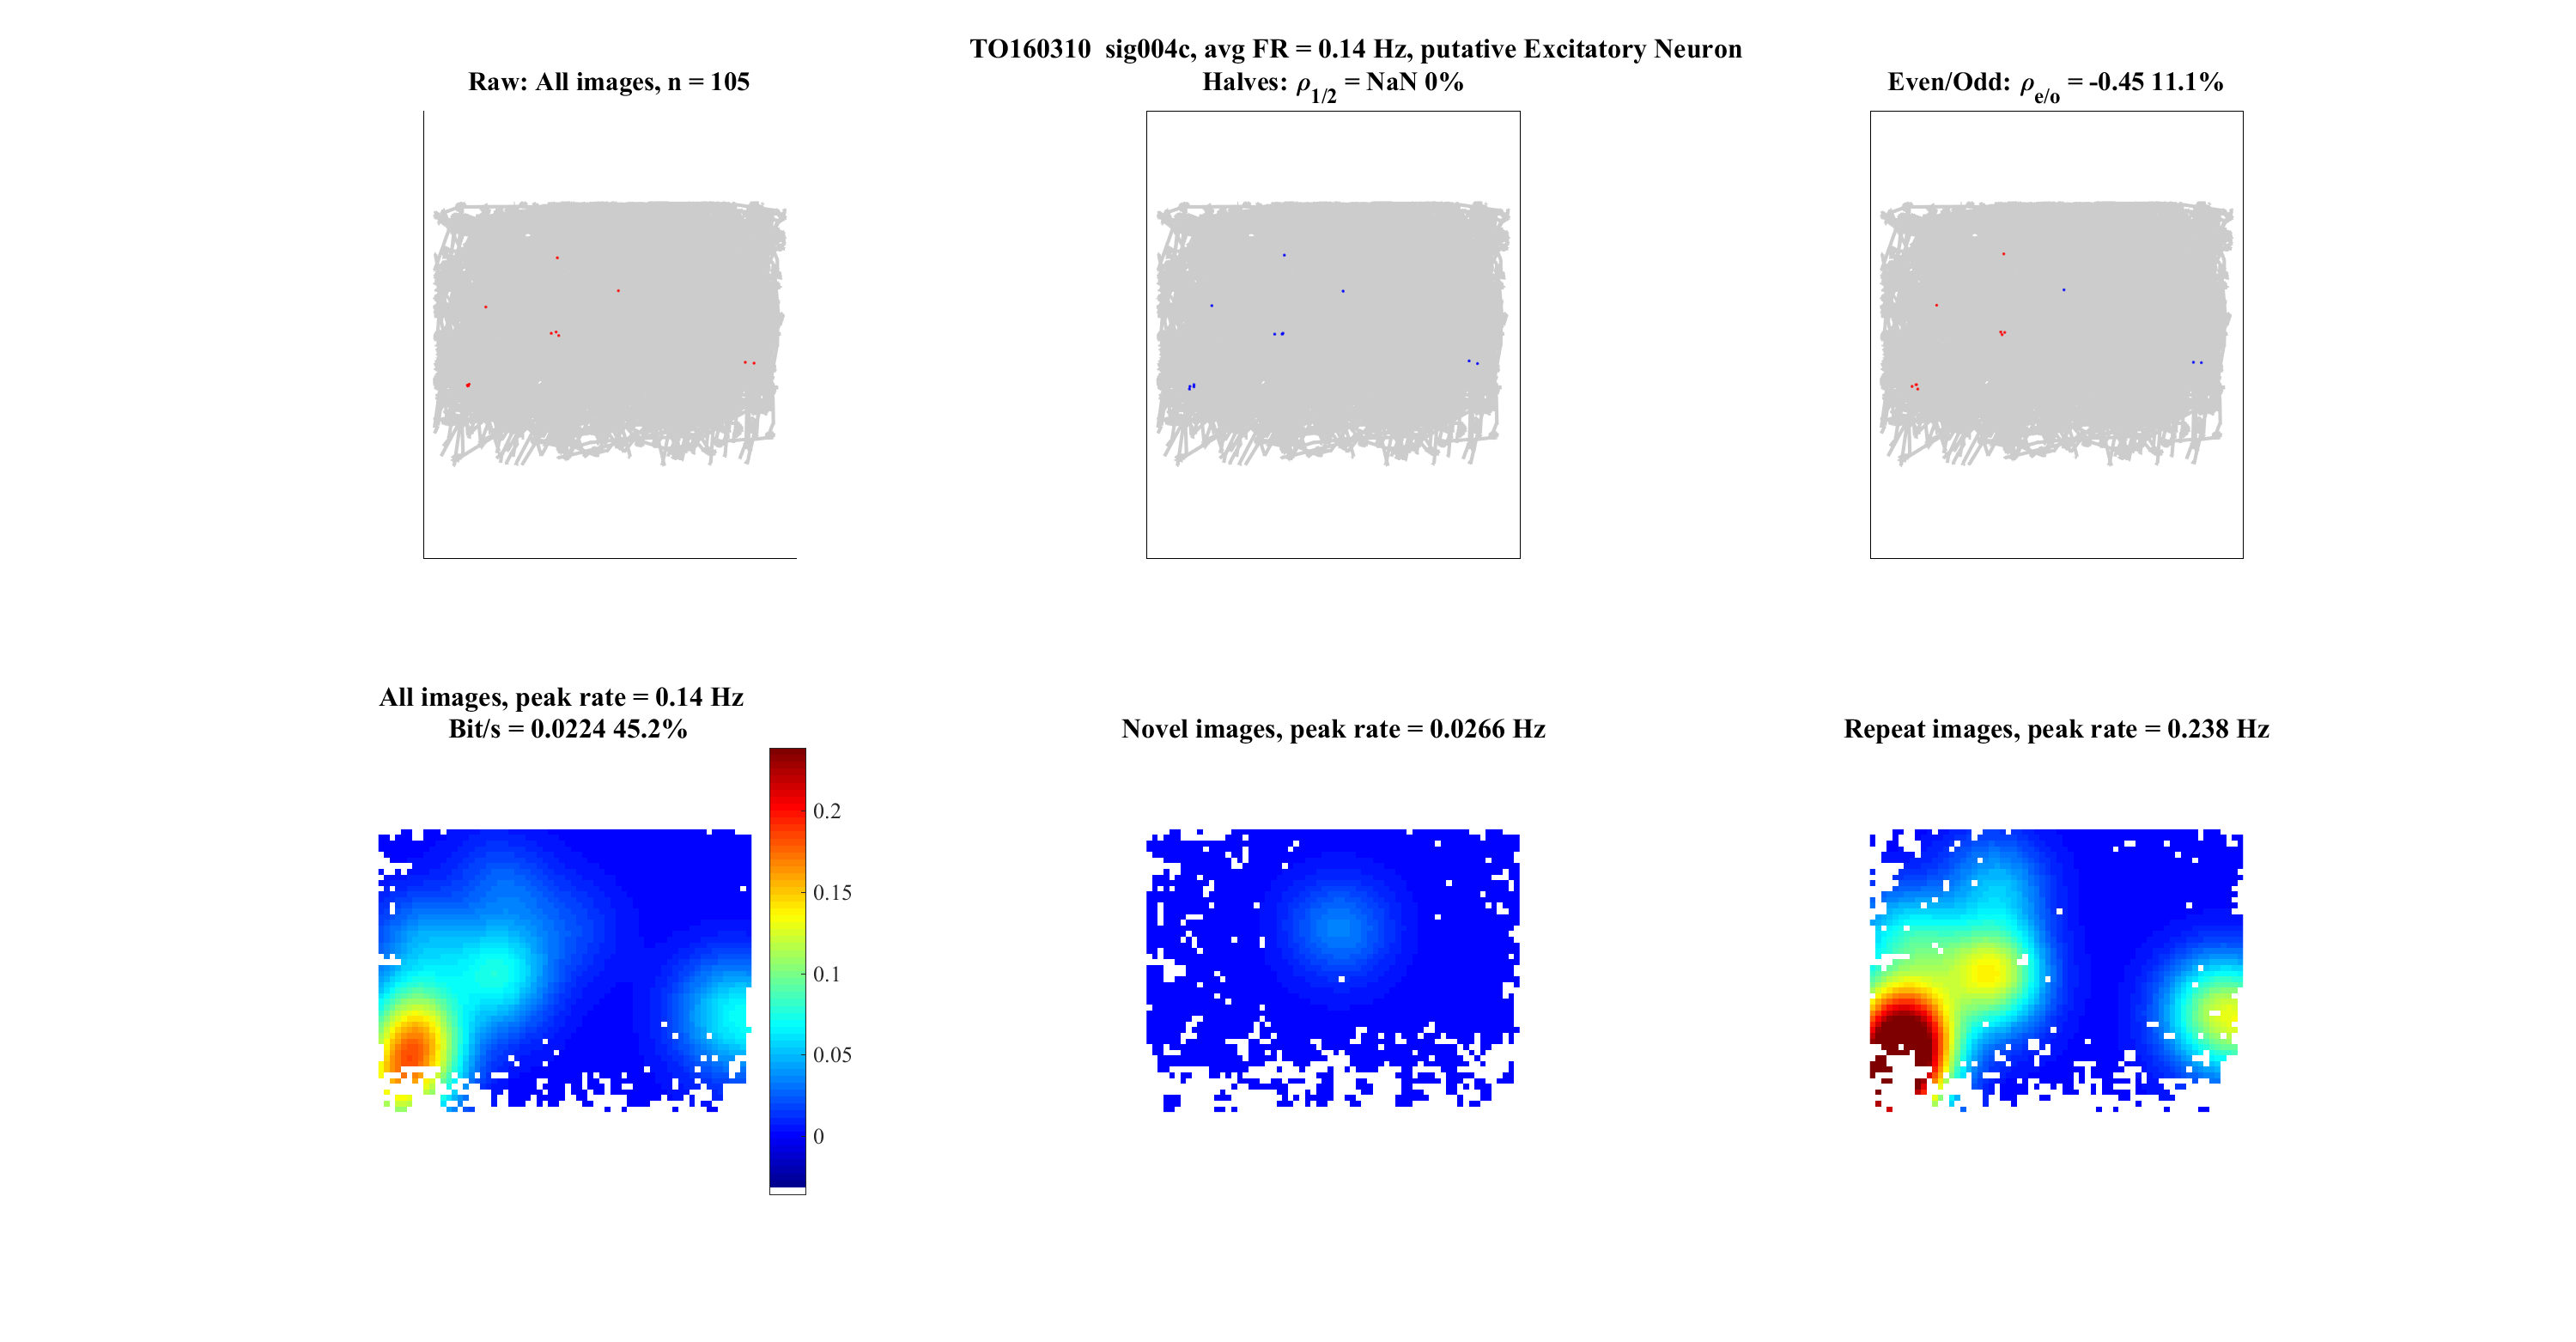 TO160310  sig004c, avg FR = 0.14 Hz, putative Excitatory Neuron
Raw: All images, n = 105
Halves: ρ1/2 = NaN 0%
Even/Odd: ρe/o = -0.45 11.1%
All images, peak rate = 0.14 Hz
Bit/s = 0.0224 45.2%
Novel images, peak rate = 0.0266 Hz
Repeat images, peak rate = 0.238 Hz
0.2
0.15
0.1
0.05
0